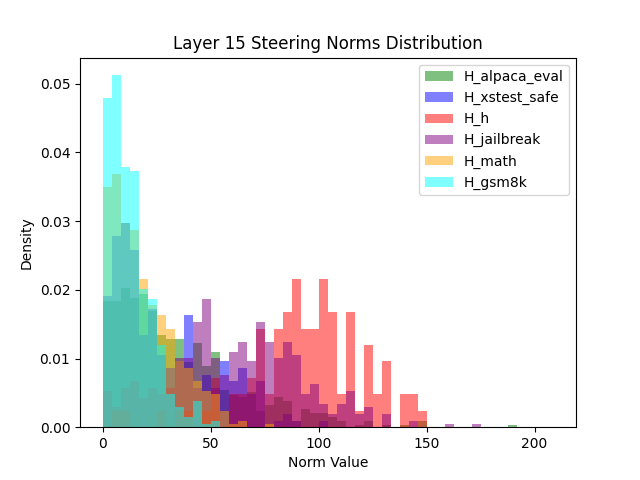 Layer 15 Steering Norms Distribution
H_alpaca_eval
H_xstest_safe
H_h
H_jailbreak
H_math
H_gsm8k
0.05
0.04
0.03
0.02
0.01
0.00
Density
0
50
100
150
200
Norm Value